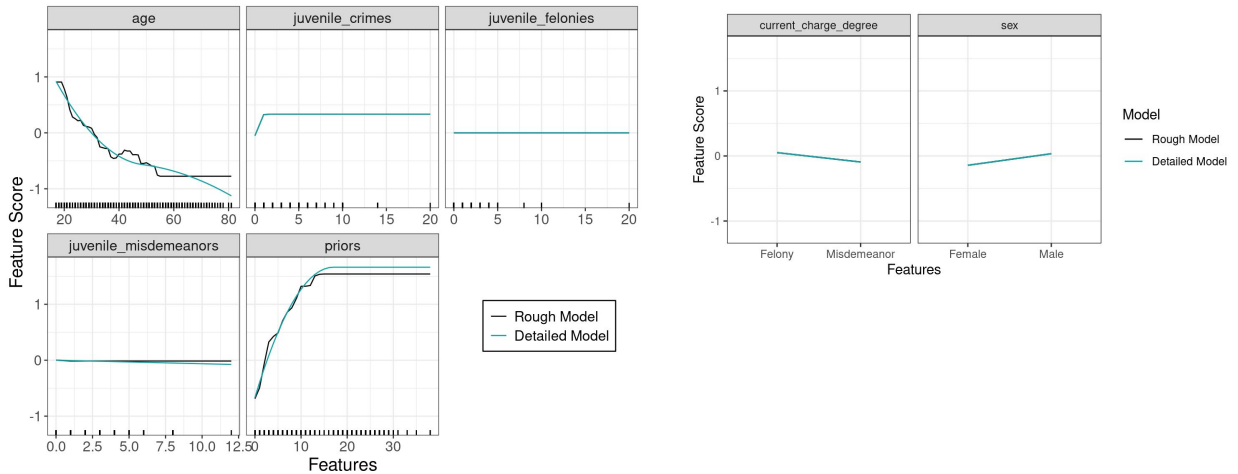 age juvenile_crimes juvenile_felonies
1
0
-1
20 40 60 80 0 5 10 15 20 0 5 10 15 20
juvenile_misdemeanors priors
1
0
-1
0.0 2.5 5.0 7.5 10.0 12.5 0 10 20 30
Feature Score
Features
Rough Model
Detailed Model
current_charge_degree sex
1
0
-1
Felony Misdemeanor Female Male
Feature Score
Features
Model
Rough Model
Detailed Model